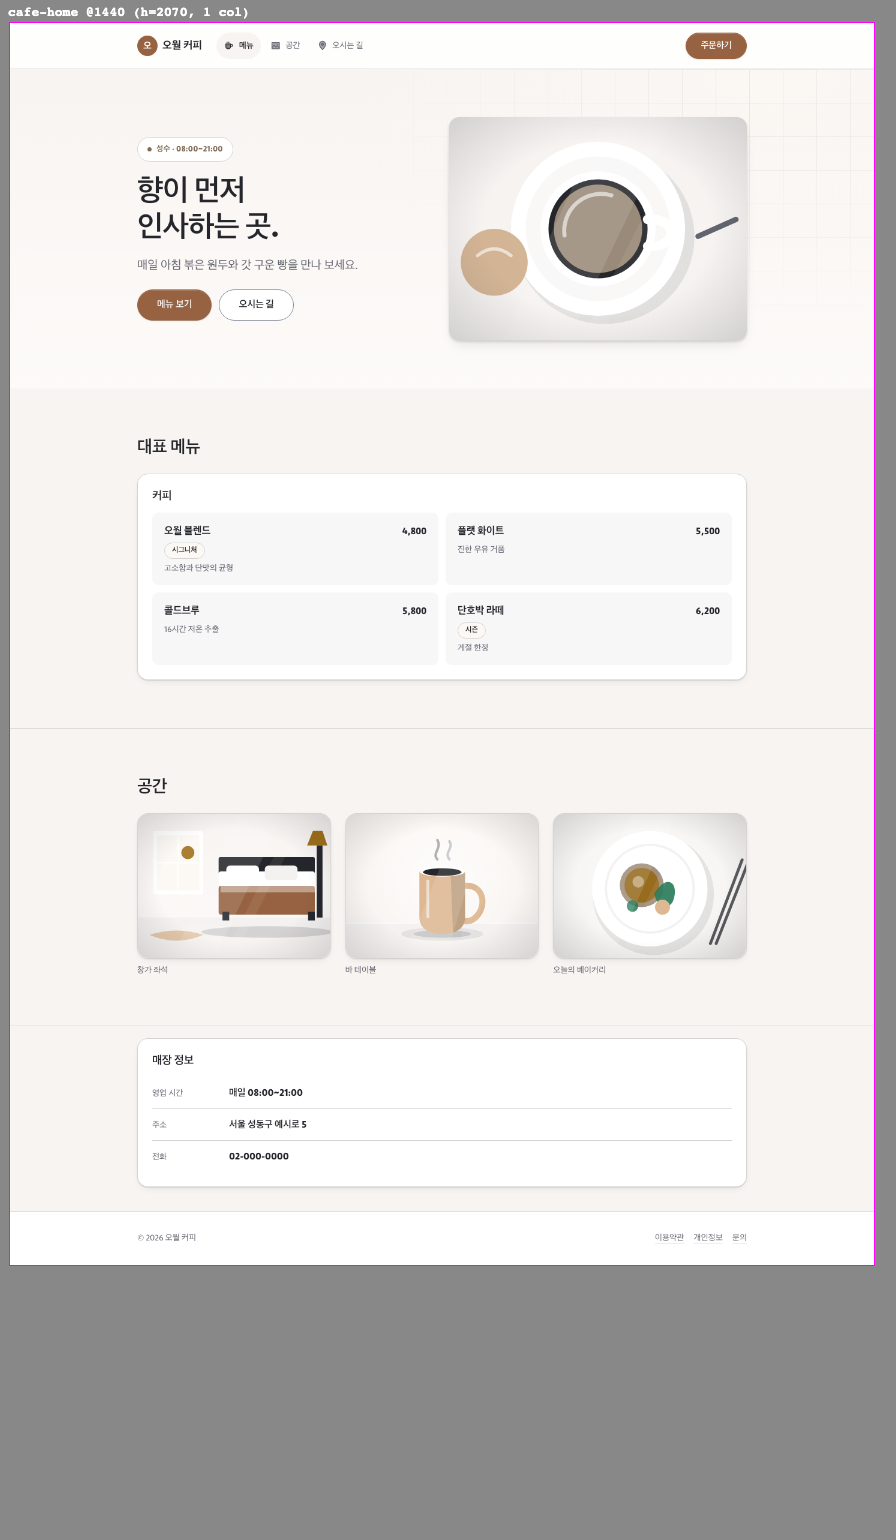 cafe-home @1440 (h=2070, 1 col)
오 오월 커피 메뉴 공간 오시는 길 주문하기
성수 · 08:00~21:00
향이 먼저
인사하는 곳.
매일 아침 볶은 원두와 갓 구운 빵을 만나 보세요.
메뉴 보기 오시는 길
대표 메뉴
커피
오월 블렌드 4,800
시그니처
고소함과 단맛의 균형
플랫 화이트 5,500
진한 우유 거품
콜드브루 5,800
16시간 저온 추출
단호박 라떼 6,200
시즌
계절 한정
공간
창가 좌석
바 테이블
오늘의 베이커리
매장 정보
영업 시간 매일 08:00~21:00
주소 서울 성동구 예시로 5
전화 02-000-0000
© 2026 오월 커피 이용약관 개인정보 문의